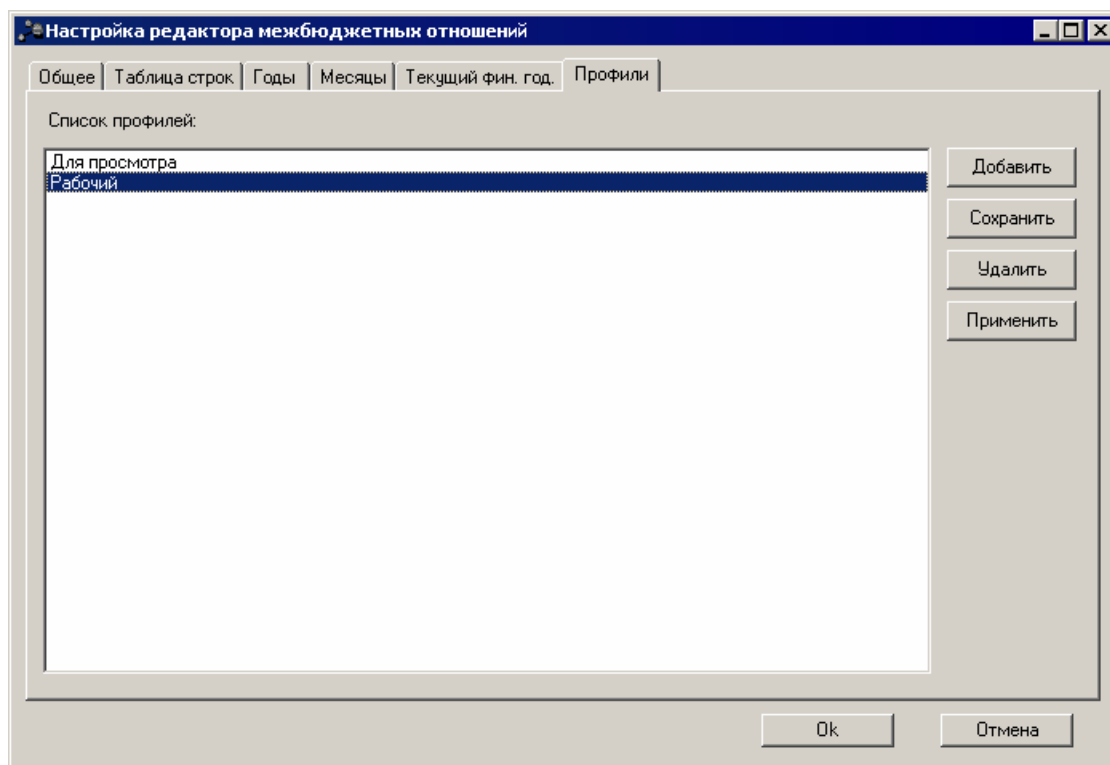 Настройка редактора межбюджетных отношений
Общее Таблица строк Годы Месяцы Текущий фин. год. Профили
Список профилей:
Для просмотра
Рабочий
Добавить
Сохранить
Удалить
Применить
Ok Отмена